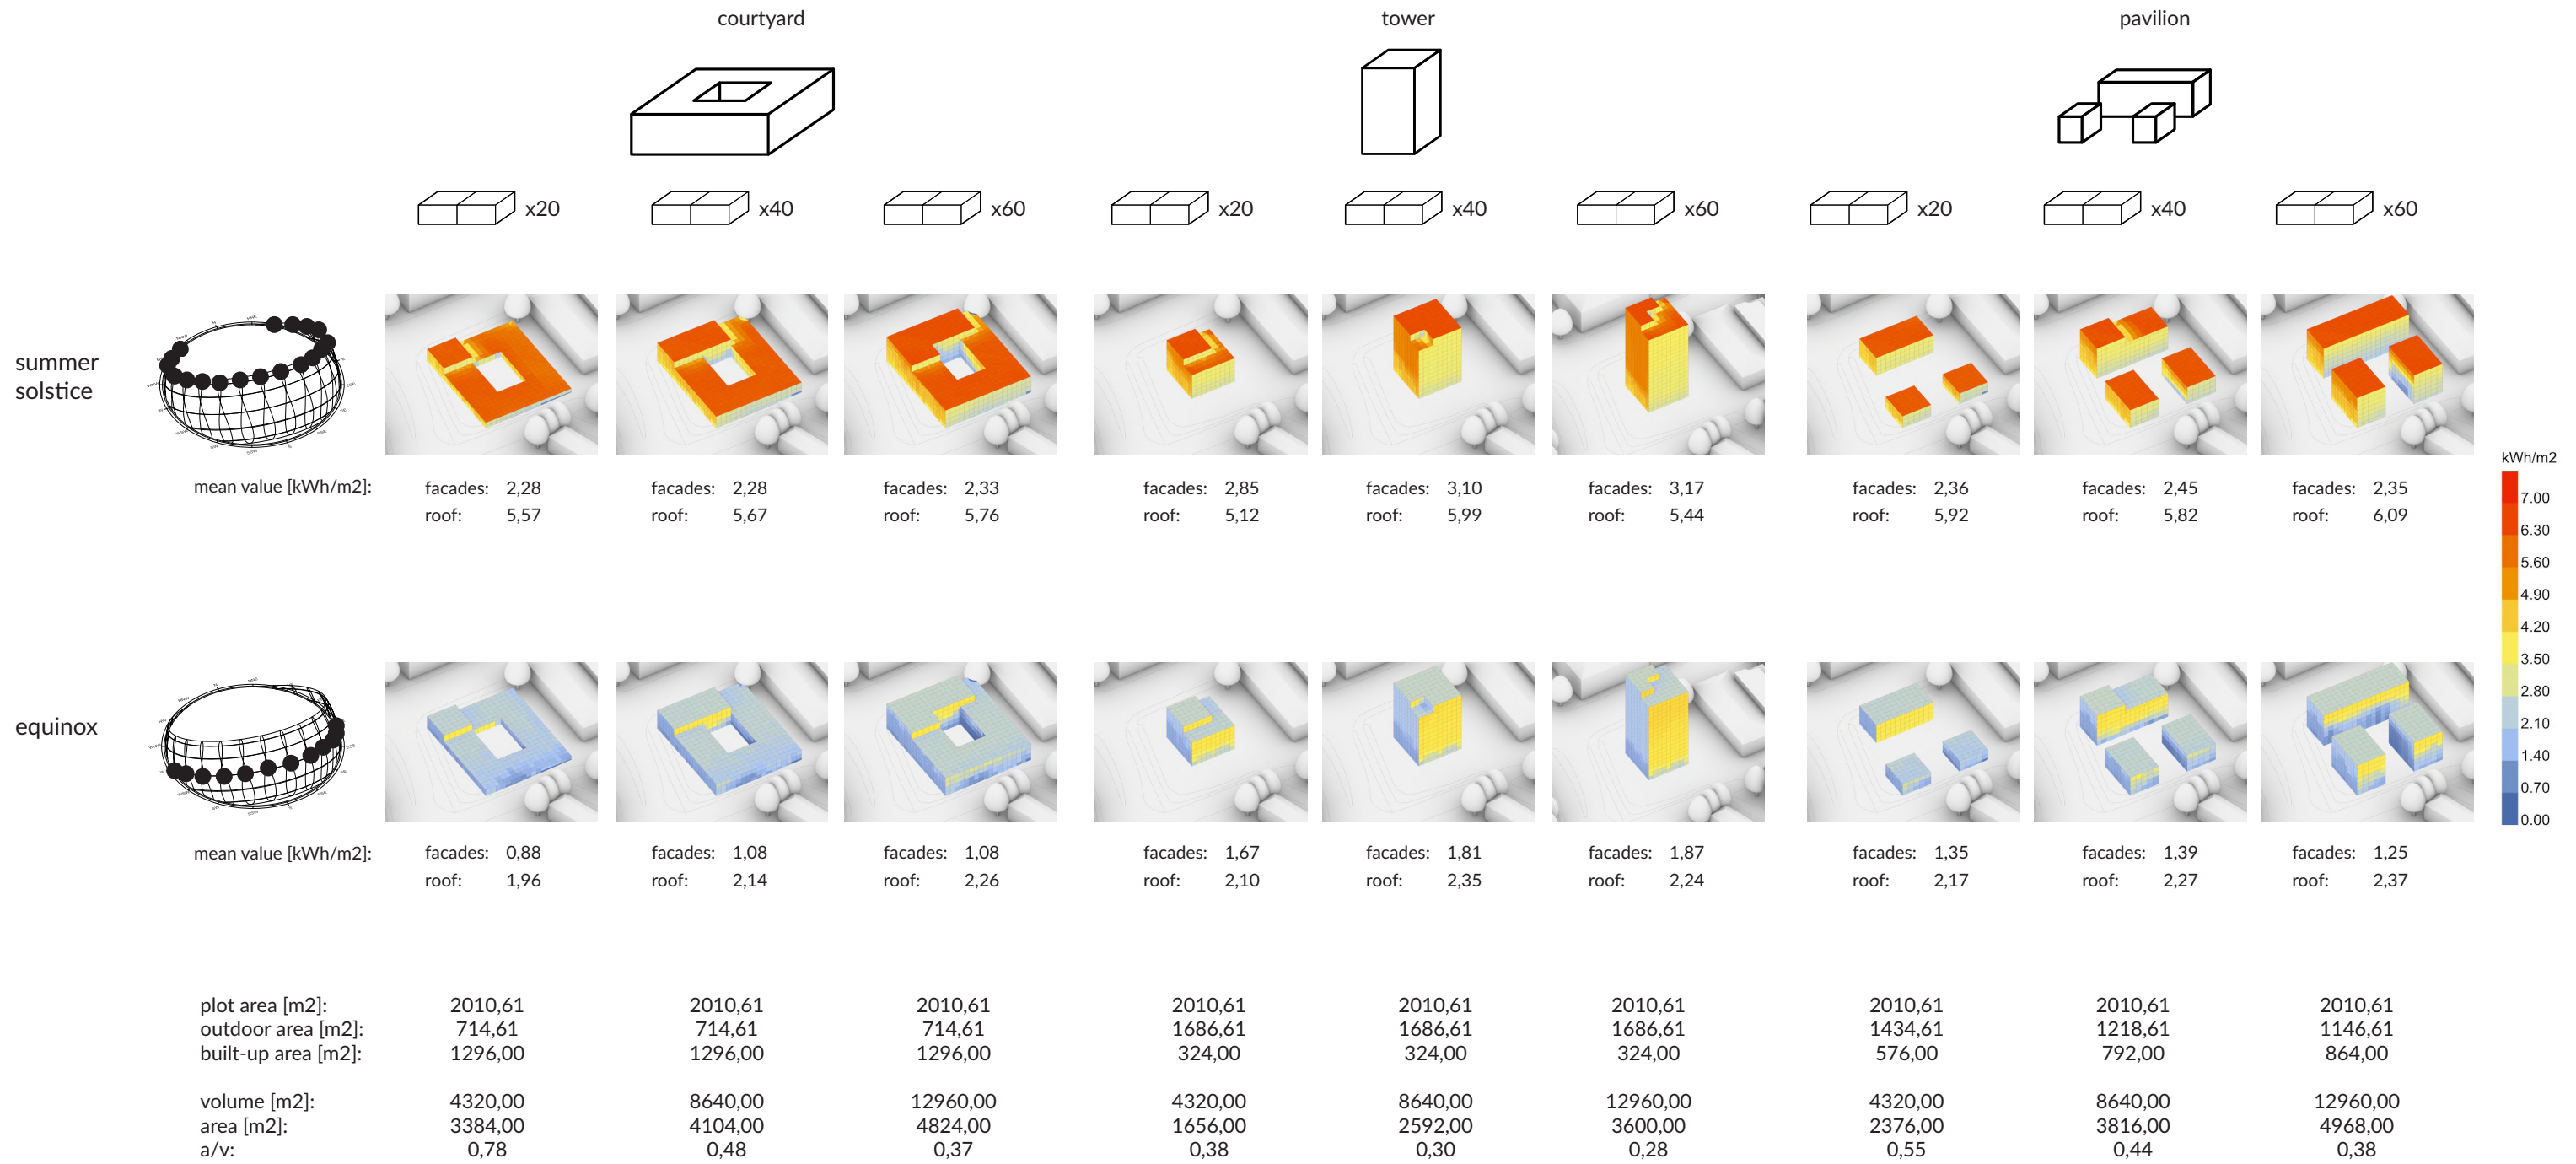 courtyard tower pavilion
x20 x40 x60 x20 x40 x60 x20 x40 x60
summer
solstice
kWh/m2
mean value [kWh/m2]: facades: 2,28 facades: 2,28 facades: 2,33 facades: 2,85 facades: 3,10 facades: 3,17 facades: 2,36 facades: 2,45 facades: 2,35
roof: 5,57 roof: 5,67 roof: 5,76 roof: 5,12 roof: 5,99 roof: 5,44 roof: 5,92 roof: 5,82 roof: 6,09
7.00
6.30
5.60
4.90
4.20
3.50
2.80
2.10
1.40
0.70
0.00
equinox
mean value [kWh/m2]: facades: 0,88 facades: 1,08 facades: 1,08 facades: 1,67 facades: 1,81 facades: 1,87 facades: 1,35 facades: 1,39 facades: 1,25
roof: 1,96 roof: 2,14 roof: 2,26 roof: 2,10 roof: 2,35 roof: 2,24 roof: 2,17 roof: 2,27 roof: 2,37
plot area [m2]: 2010,61 2010,61 2010,61 2010,61 2010,61 2010,61 2010,61 2010,61 2010,61
outdoor area [m2]: 714,61 714,61 714,61 1686,61 1686,61 1686,61 1434,61 1218,61 1146,61
built-up area [m2]: 1296,00 1296,00 1296,00 324,00 324,00 324,00 576,00 792,00 864,00
volume [m2]: 4320,00 8640,00 12960,00 4320,00 8640,00 12960,00 4320,00 8640,00 12960,00
area [m2]: 3384,00 4104,00 4824,00 1656,00 2592,00 3600,00 2376,00 3816,00 4968,00
a/v: 0,78 0,48 0,37 0,38 0,30 0,28 0,55 0,44 0,38